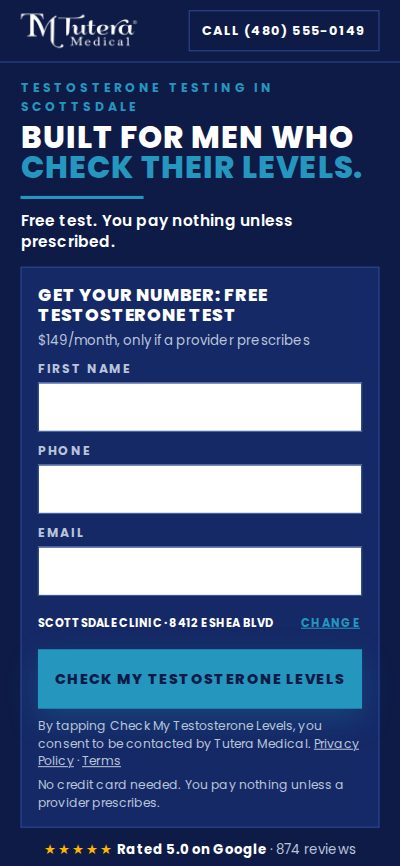 TM Tutera®
Medical
CALL (480) 555-0149
TESTOSTERONE TESTING IN
SCOTTSDALE
BUILT FOR MEN WHO
CHECK THEIR LEVELS.
Free test. You pay nothing unless
prescribed.
GET YOUR NUMBER: FREE
TESTOSTERONE TEST
$149/month, only if a provider prescribes
FIRST NAME
PHONE
EMAIL
SCOTTSDALE CLINIC · 8412 E SHEA BLVD CHANGE
CHECK MY TESTOSTERONE LEVELS
By tapping Check My Testosterone Levels, you
consent to be contacted by Tutera Medical. Privacy
Policy · Terms
No credit card needed. You pay nothing unless a
provider prescribes.
★★★★★ Rated 5.0 on Google · 874 reviews